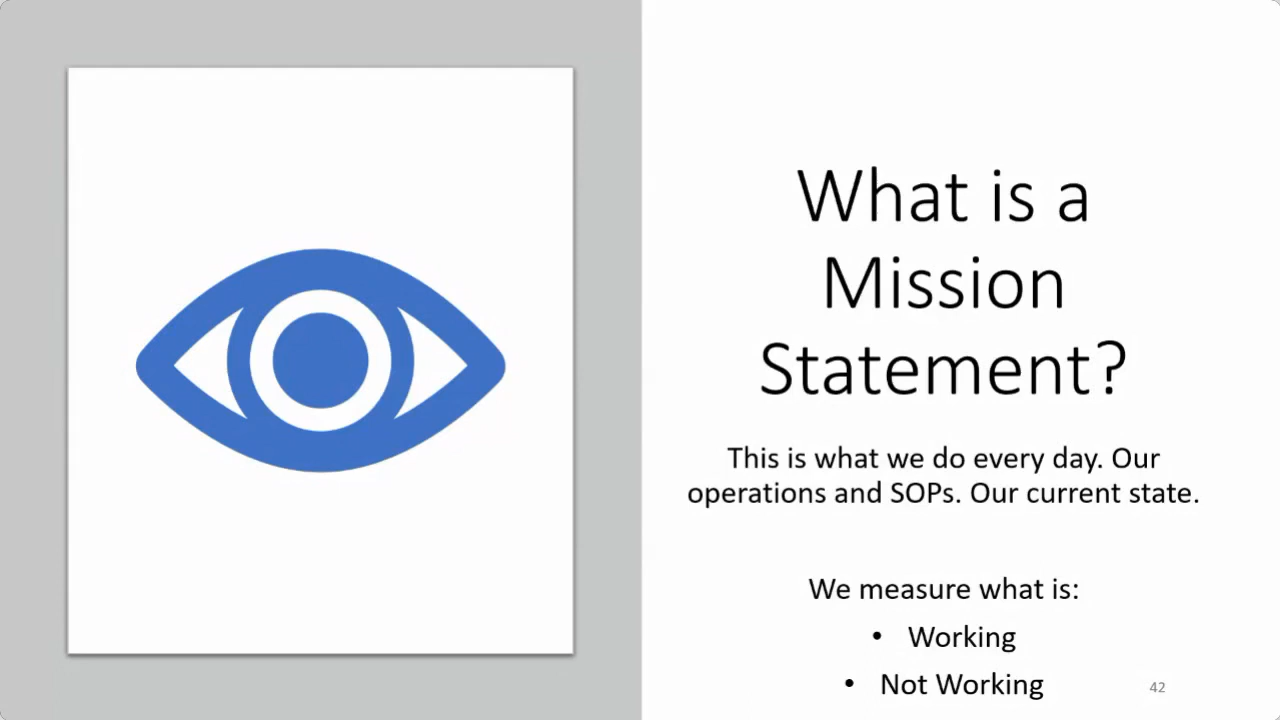 What is a
Mission
Statement?
This is what we do every day. Our
operations and SOPs. Our current state.
We measure what is:
• Working
• Not Working
42